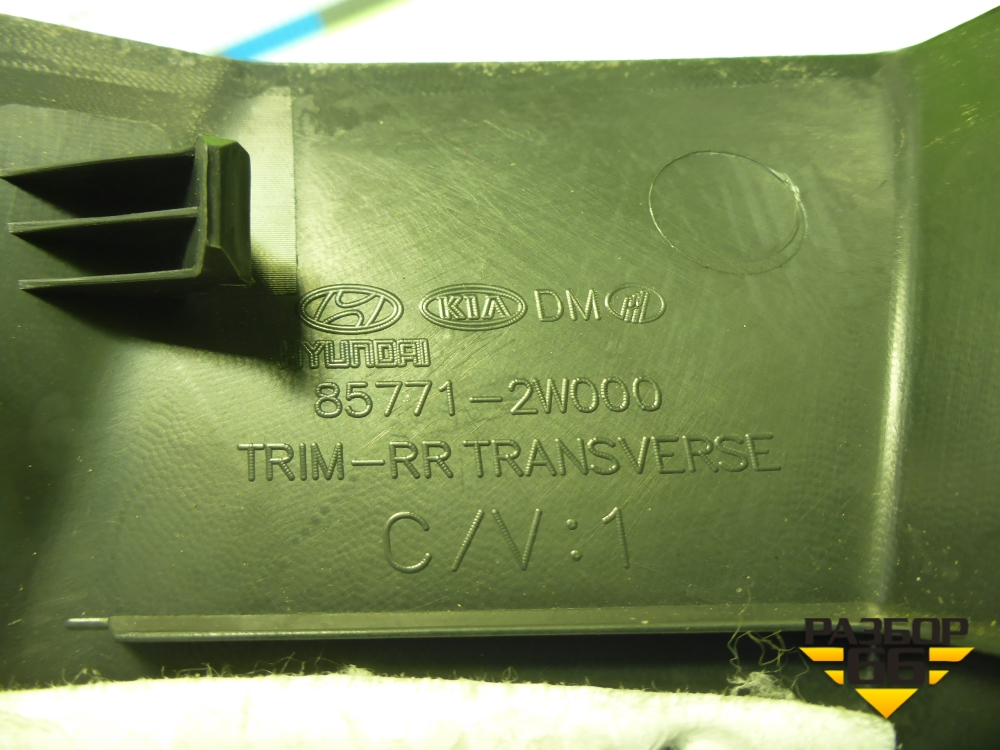 KIA DM
HYUNDAI
85771-2W000
TRIM-RR TRANSVERSE
C/V:1
РАЗБОР
66